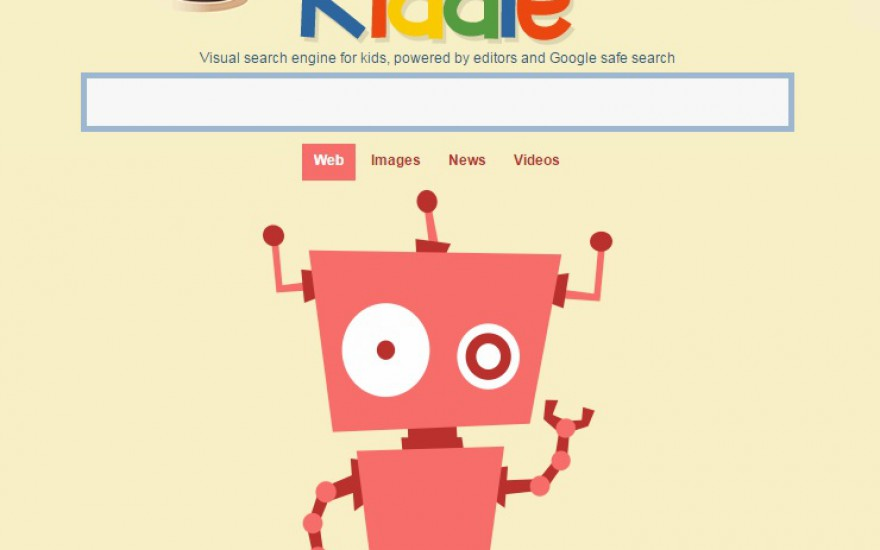 Kiddle
Visual search engine for kids, powered by editors and Google safe search
Web Images News Videos